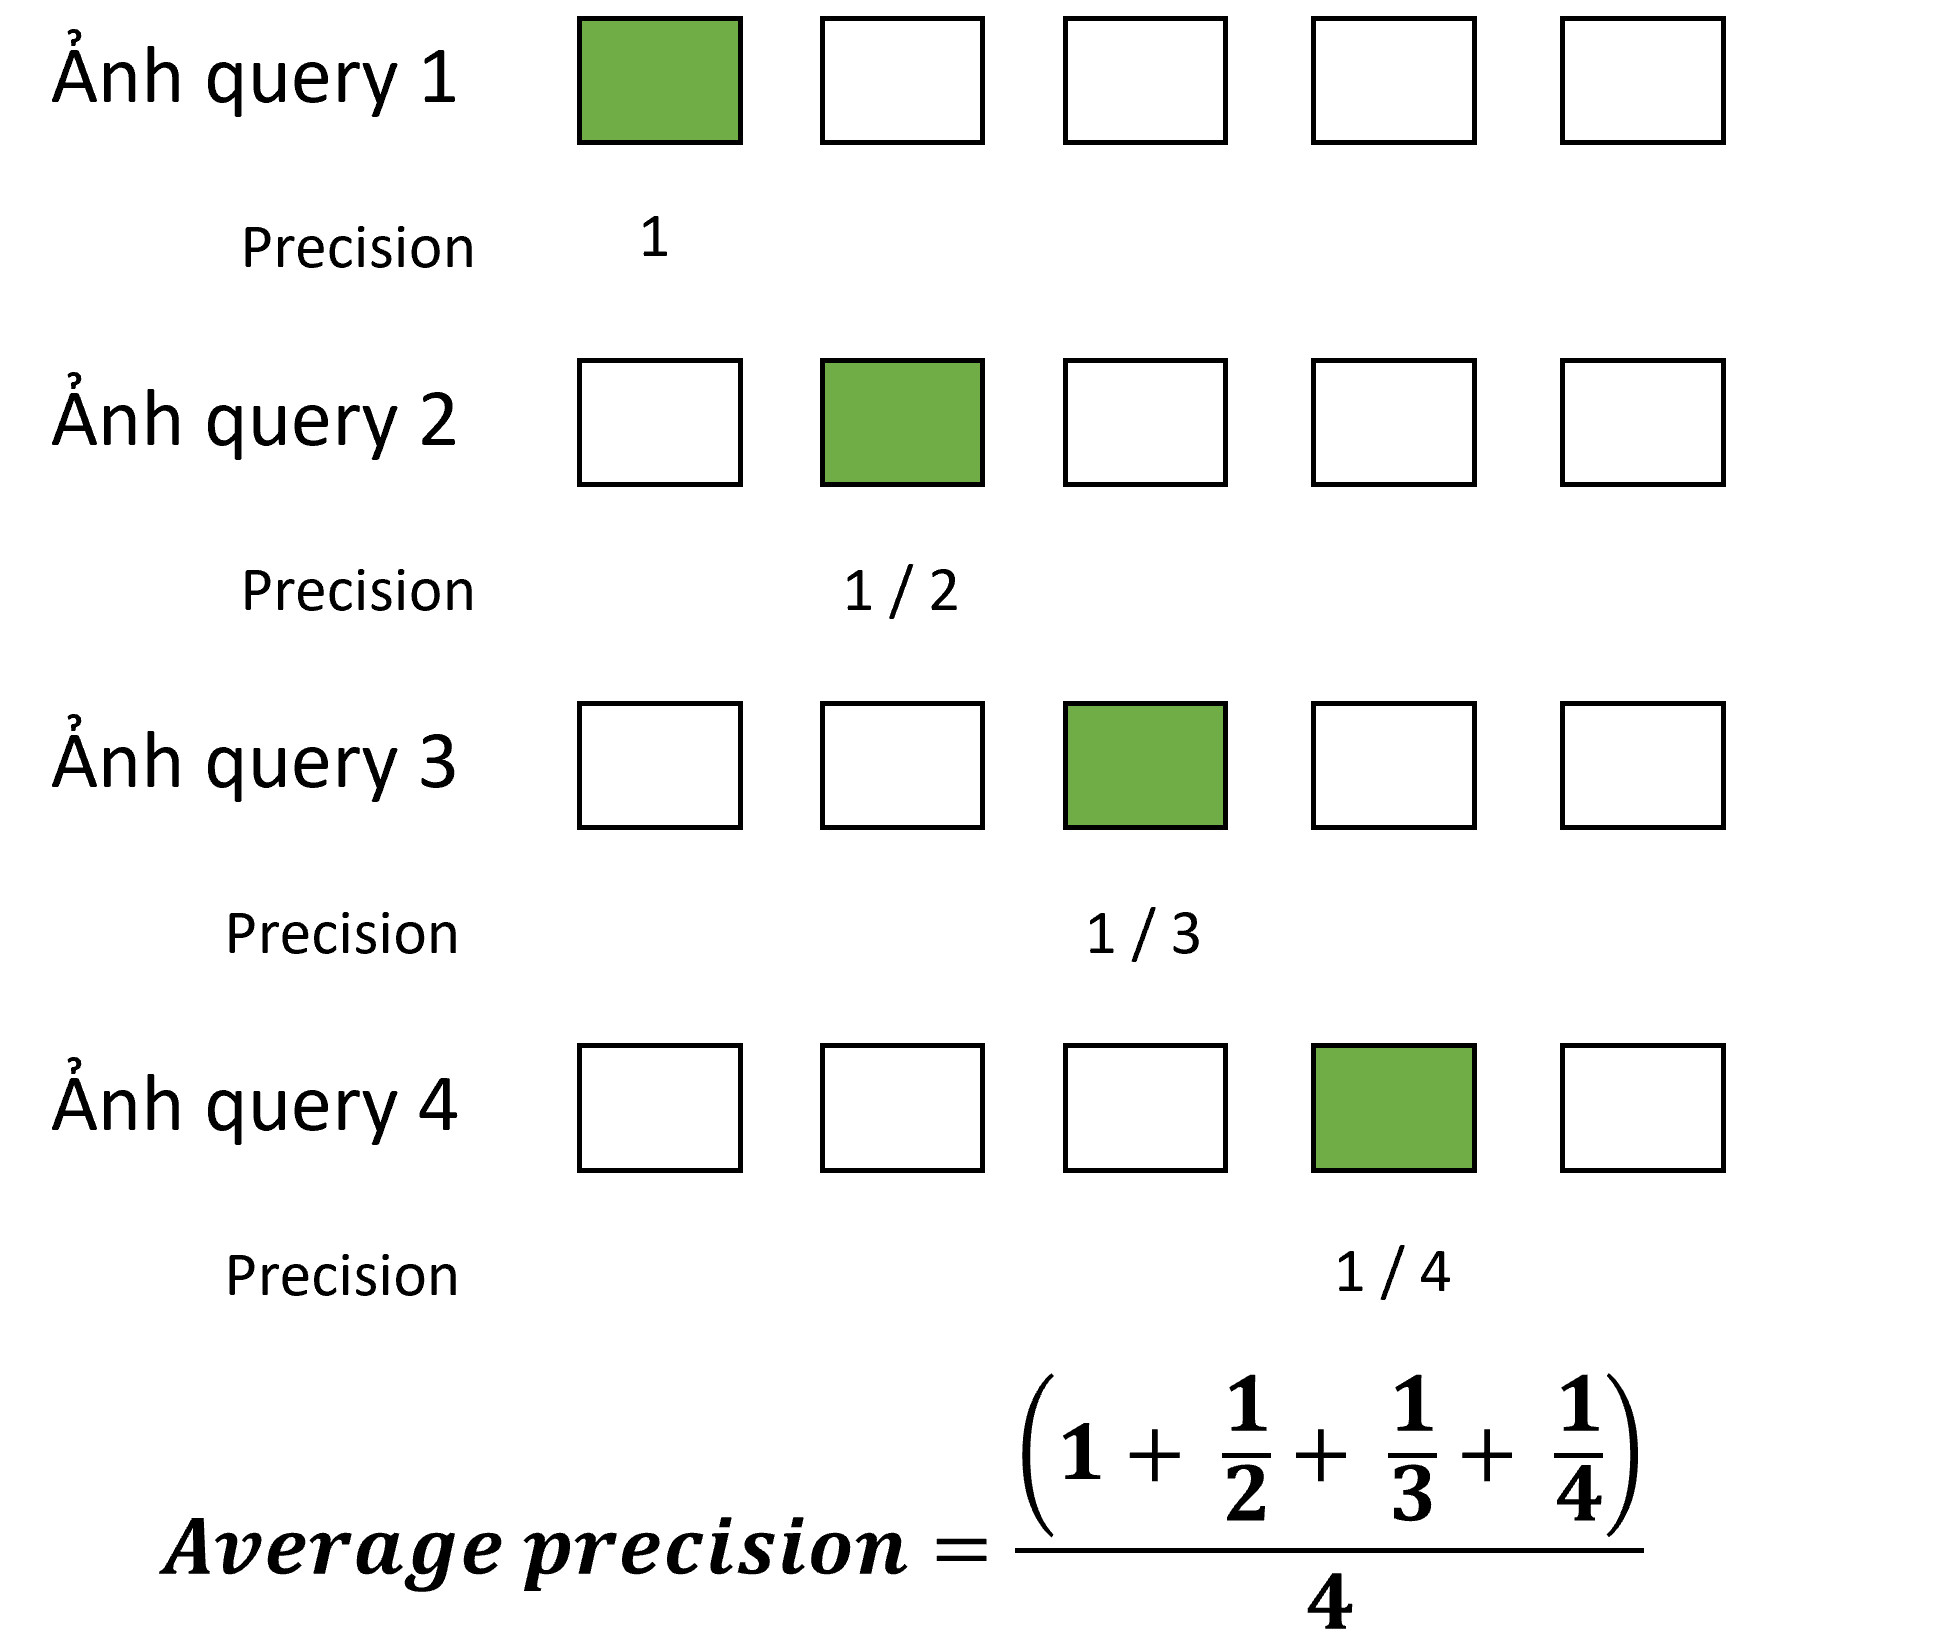 Ảnh query 1
Precision 1
Ảnh query 2
Precision 1 / 2
Ảnh query 3
Precision 1 / 3
Ảnh query 4
Precision 1 / 4
Average precision = (1 + 1/2 + 1/3 + 1/4) / 4